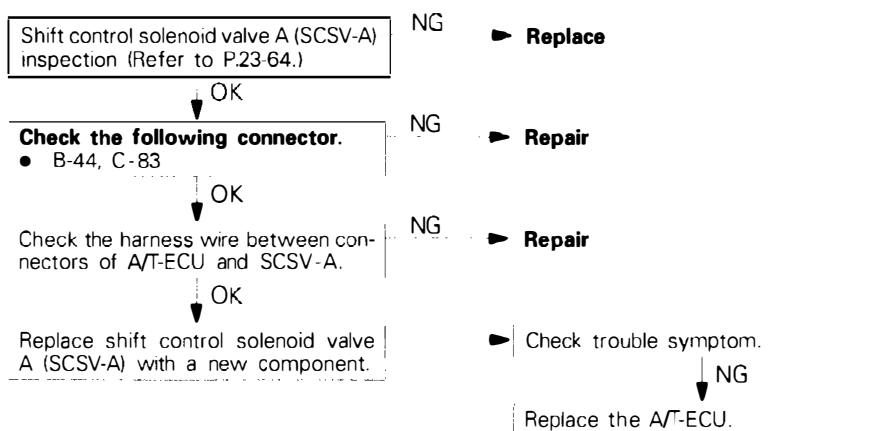 Shift control solenoid valve A (SCSV-A)
inspection (Refer to P.23-64.)
NG
Replace
OK
Check the following connector.
● B-44, C-83
NG
Repair
OK
Check the harness wire between con-
nectors of A/T-ECU and SCSV-A.
NG
Repair
OK
Replace shift control solenoid valve
A (SCSV-A) with a new component.
Check trouble symptom.
NG
Replace the A/T-ECU.